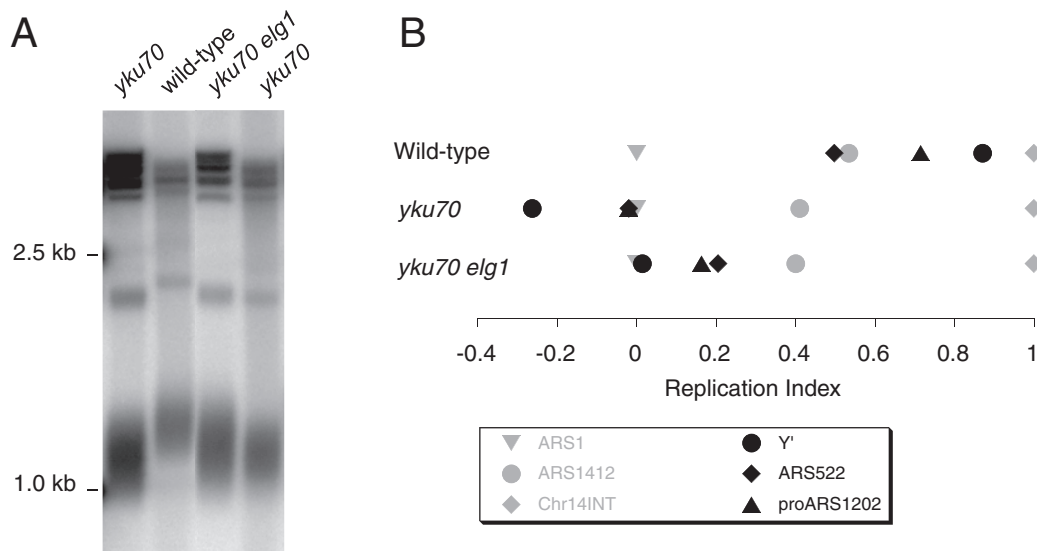 A
yku70
wild-type
yku70 elg1
yku70
2.5 kb
1.0 kb
B
Wild-type
yku70
yku70 elg1
-0.4 -0.2 0 0.2 0.4 0.6 0.8 1
Replication Index
ARS1
ARS1412
Chr14INT
Y'
ARS522
proARS1202